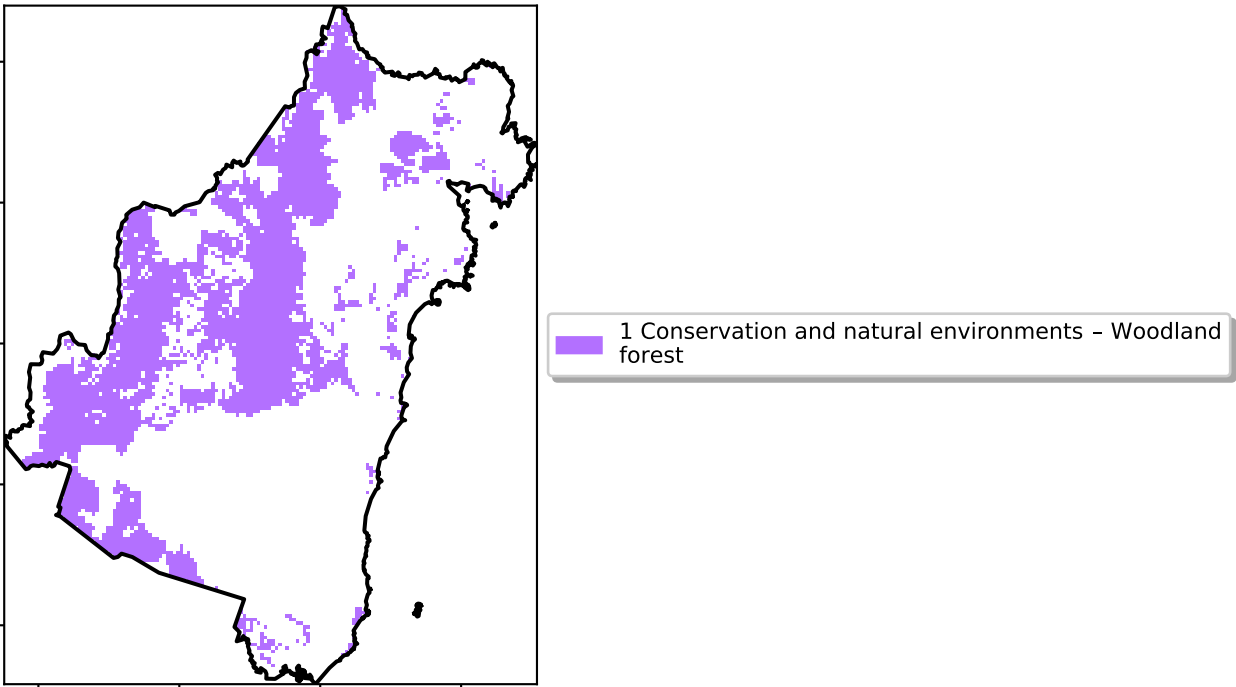 1 Conservation and natural environments – Woodland
forest